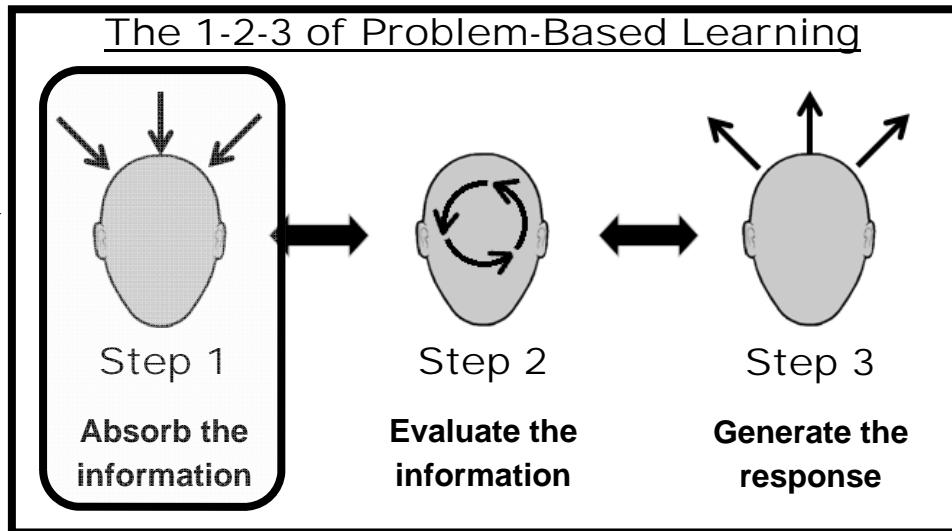 The 1-2-3 of Problem-Based Learning
Step 1
Absorb the
information
Step 2
Evaluate the
information
Step 3
Generate the
response